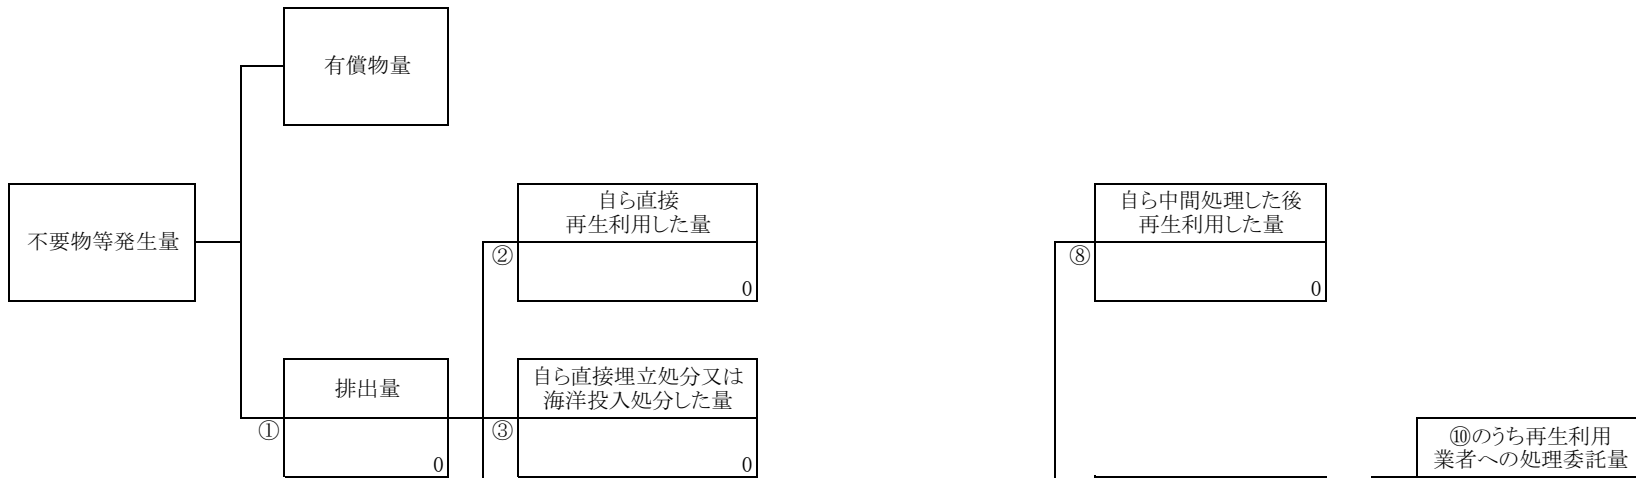 有償物量
不要物等発生量
自ら直接
再生利用した量
②
0
自ら中間処理した後
再生利用した量
⑧
0
排出量
①
0
自ら直接埋立処分又は
海洋投入処分した量
③
0
⑩のうち再生利用
業者への処理委託量